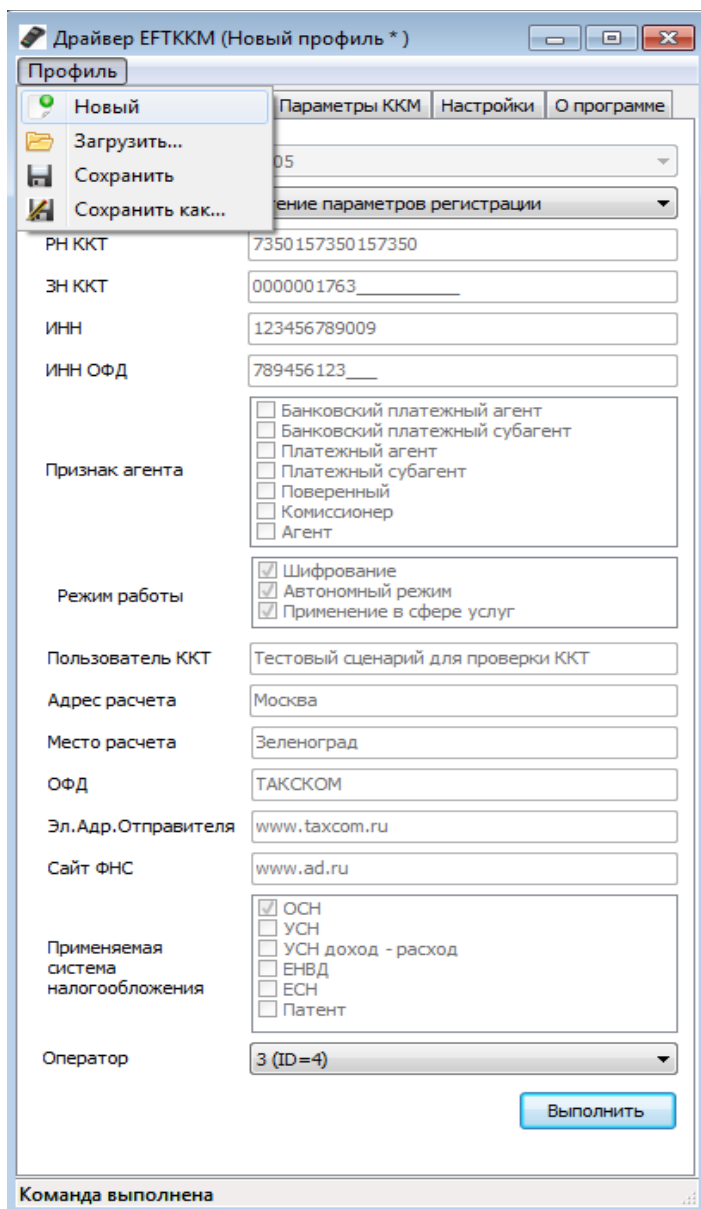 Драйвер EFTККМ (Новый профиль * )
Профиль
Новый
Загрузить...
Сохранить
Сохранить как...
Параметры ККМ
Настройки
О программе
05
ение параметров регистрации
РН ККТ
7350157350157350
ЗН ККТ
0000001763__________
ИНН
123456789009
ИНН ОФД
789456123___
Признак агента
Банковский платежный агент
Банковский платежный субагент
Платежный агент
Платежный субагент
Поверенный
Комиссионер
Агент
Режим работы
Шифрование
Автономный режим
Применение в сфере услуг
Пользователь ККТ
Тестовый сценарий для проверки ККТ
Адрес расчета
Москва
Место расчета
Зеленоград
ОФД
ТАКСКОМ
Эл.Адр.Отправителя
www.taxcom.ru
Сайт ФНС
www.ad.ru
Применяемая
система
налогообложения
ОСН
УСН
УСН доход - расход
ЕНВД
ЕСН
Патент
Оператор
3 (ID=4)
Выполнить
Команда выполнена